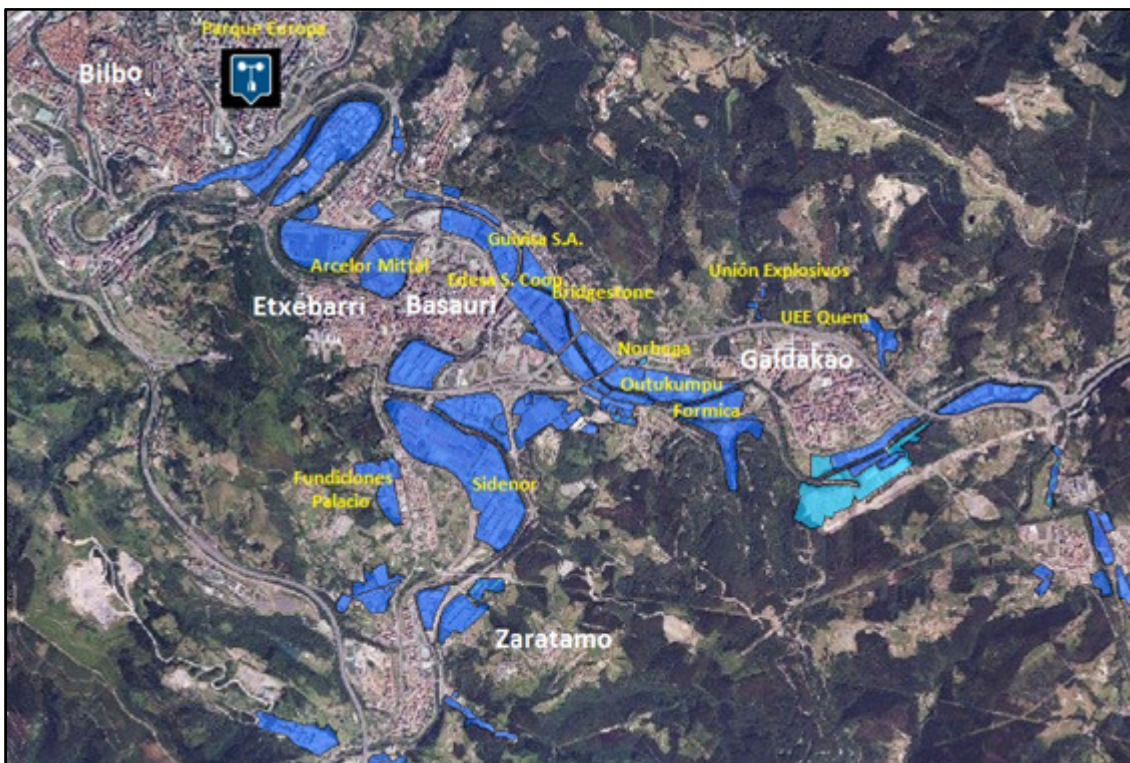 Parque Europa
Bilbo
Guivisa S.A.
Arcelor Mittal
Edesa S. Coop
Unión Explosivos
Bridgestone
Etxebarri
Basauri
UEE Quem
Norbega
Galdakao
Outukumpu
Formica
Fundiciones
Palacio
Sidenor
Zaratamo